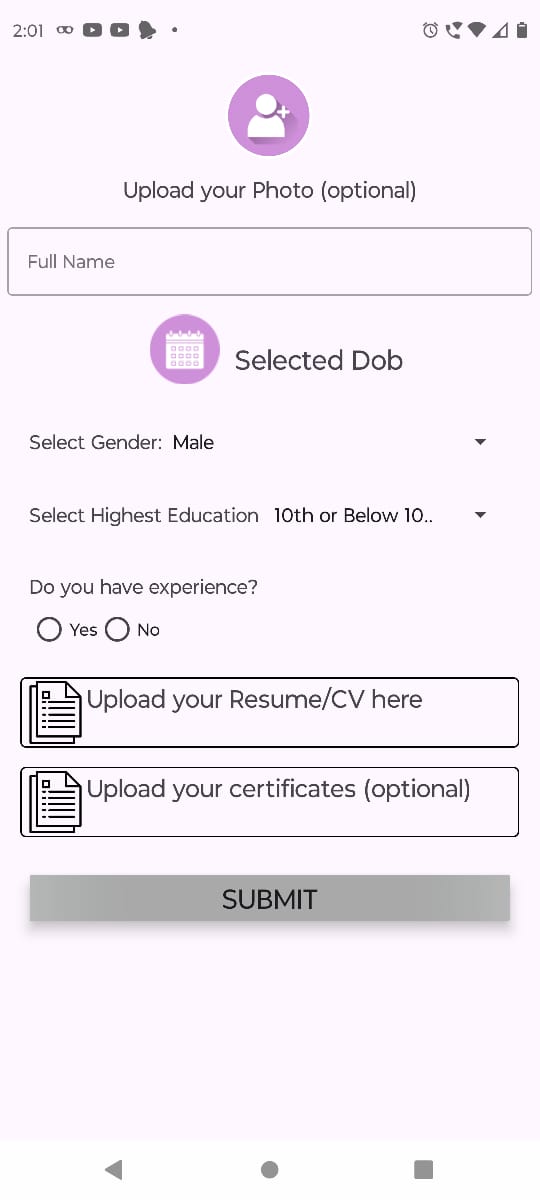 2:01
Upload your Photo (optional)
Full Name
Selected Dob
Select Gender: Male
Select Highest Education 10th or Below 10..
Do you have experience?
Yes No
Upload your Resume/CV here
Upload your certificates (optional)
SUBMIT